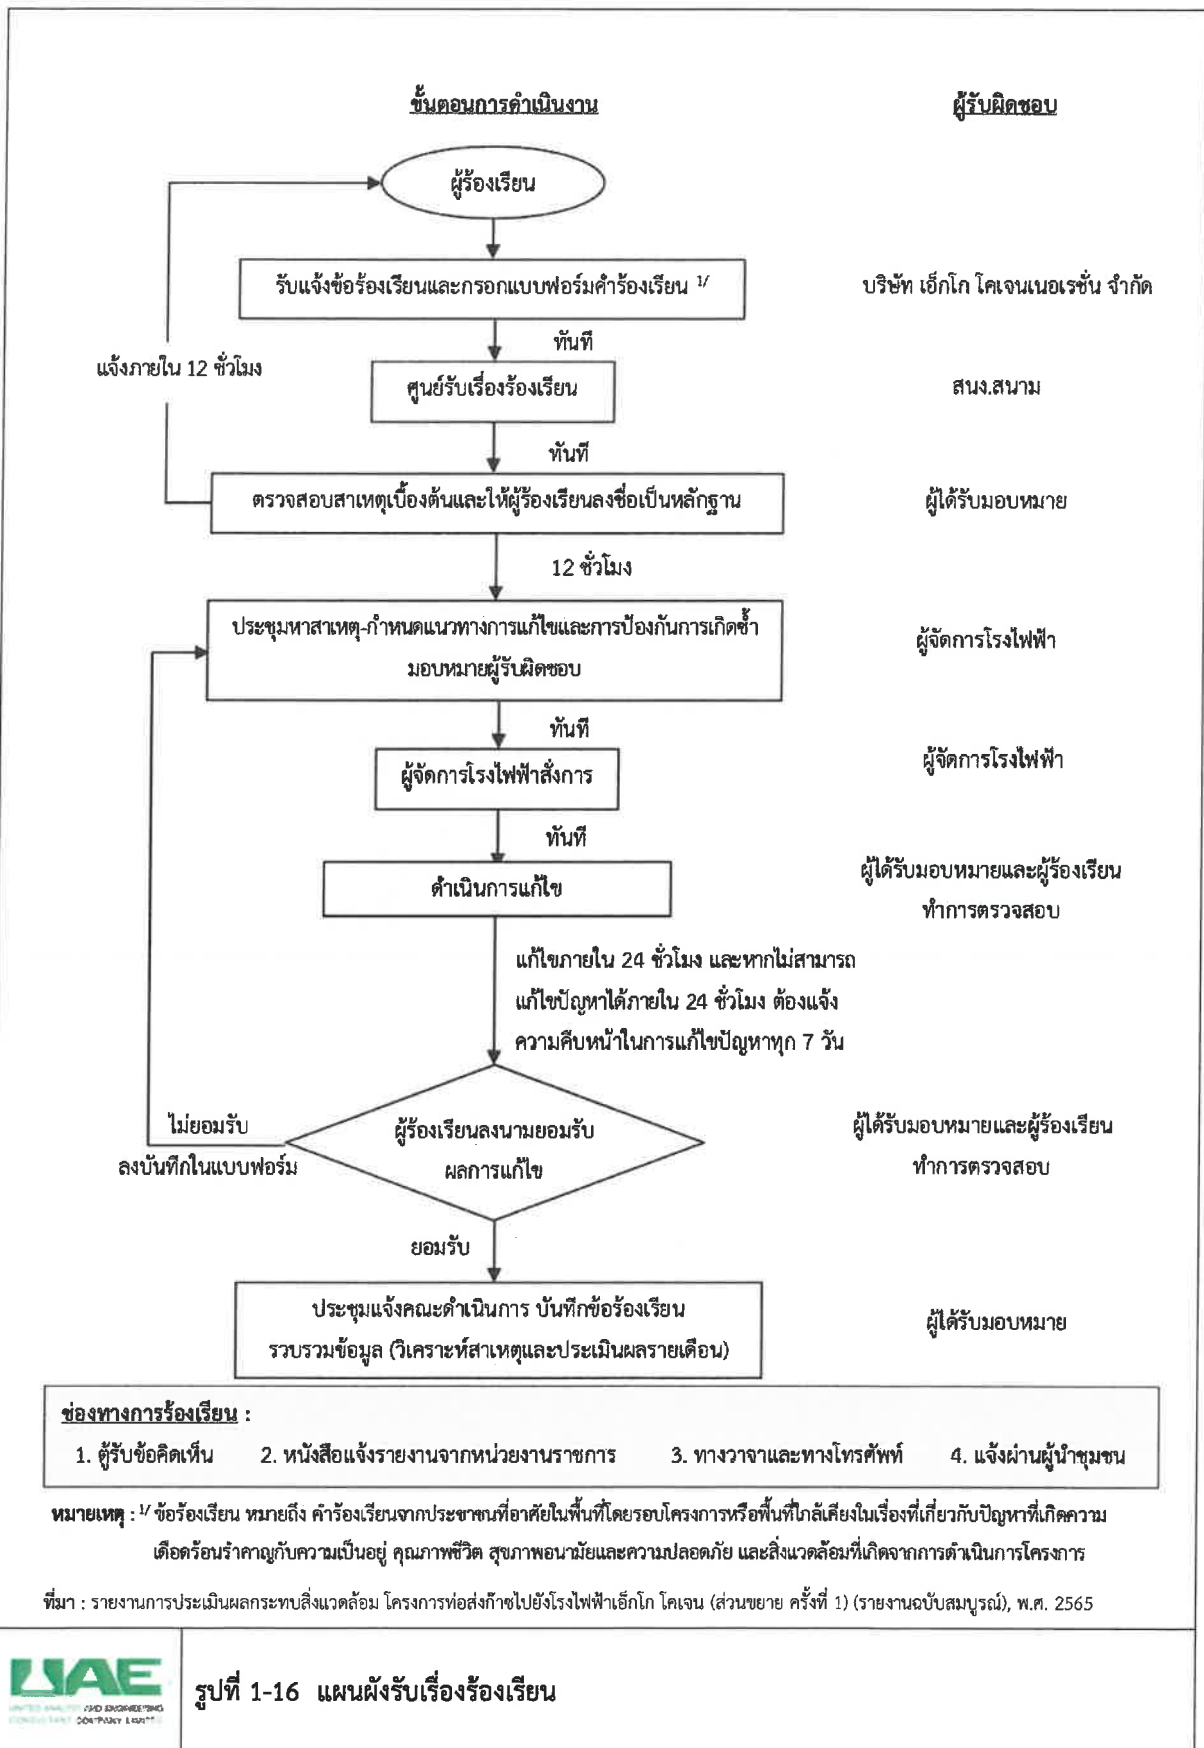 ขั้นตอนการดำเนินงาน
ผู้รับผิดชอบ
ผู้ร้องเรียน
รับแจ้งข้อร้องเรียนและกรอกแบบฟอร์มคำร้องเรียน 1/
บริษัท เอ็กโก โคเจนเนอเรชั่น จำกัด
ทันที
แจ้งภายใน 12 ชั่วโมง
ศูนย์รับเรื่องร้องเรียน
สนง.สนาม
ทันที
ตรวจสอบสาเหตุเบื้องต้นและให้ผู้ร้องเรียนลงชื่อเป็นหลักฐาน
ผู้ได้รับมอบหมาย
12 ชั่วโมง
ประชุมหาสาเหตุ-กำหนดแนวทางการแก้ไขและการป้องกันการเกิดซ้ำ
มอบหมายผู้รับผิดชอบ
ผู้จัดการโรงไฟฟ้า
ทันที
ผู้จัดการโรงไฟฟ้าสั่งการ
ผู้จัดการโรงไฟฟ้า
ทันที
ดำเนินการแก้ไข
ผู้ได้รับมอบหมายและผู้ร้องเรียน
ทำการตรวจสอบ
แก้ไขภายใน 24 ชั่วโมง และหากไม่สามารถ
แก้ไขปัญหาได้ภายใน 24 ชั่วโมง ต้องแจ้ง
ความคืบหน้าในการแก้ไขปัญหาทุก 7 วัน
ไม่ยอมรับ
ลงบันทึกในแบบฟอร์ม
ผู้ร้องเรียนลงนามยอมรับ
ผลการแก้ไข
ผู้ได้รับมอบหมายและผู้ร้องเรียน
ทำการตรวจสอบ
ยอมรับ
ประชุมแจ้งคณะดำเนินการ บันทึกข้อร้องเรียน
รวบรวมข้อมูล (วิเคราะห์สาเหตุและประเมินผลรายเดือน)
ผู้ได้รับมอบหมาย
ช่องทางการร้องเรียน :
1. ตู้รับข้อคิดเห็น 2. หนังสือแจ้งรายงานจากหน่วยงานราชการ 3. ทางวาจาและทางโทรศัพท์ 4. แจ้งผ่านผู้นำชุมชน
หมายเหตุ : 1/ ข้อร้องเรียน หมายถึง คำร้องเรียนจากประชาชนที่อาศัยในพื้นที่โดยรอบโครงการหรือพื้นที่ใกล้เคียงในเรื่องที่เกี่ยวกับปัญหาที่เกิดความ
เดือดร้อนรำคาญกับความเป็นอยู่ คุณภาพชีวิต สุขภาพอนามัยและความปลอดภัย และสิ่งแวดล้อมที่เกิดจากการดำเนินการโครงการ
ที่มา : รายงานการประเมินผลกระทบสิ่งแวดล้อม โครงการท่อส่งก๊าซไปยังโรงไฟฟ้าเอ็กโก โคเจน (ส่วนขยาย ครั้งที่ 1) (รายงานฉบับสมบูรณ์), พ.ศ. 2565
UAE
UNITED ANALYST AND ENGINEERING
CONSULTANT COMPANY LIMITED
รูปที่ 1-16 แผนผังรับเรื่องร้องเรียน